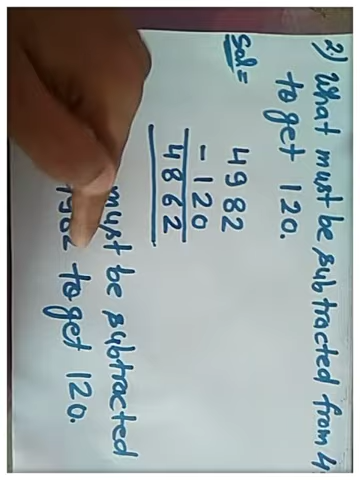 2) What must be subtracted from
to get 120.
Sol=
4982
-120
4862
must be subtracted
to get 120.